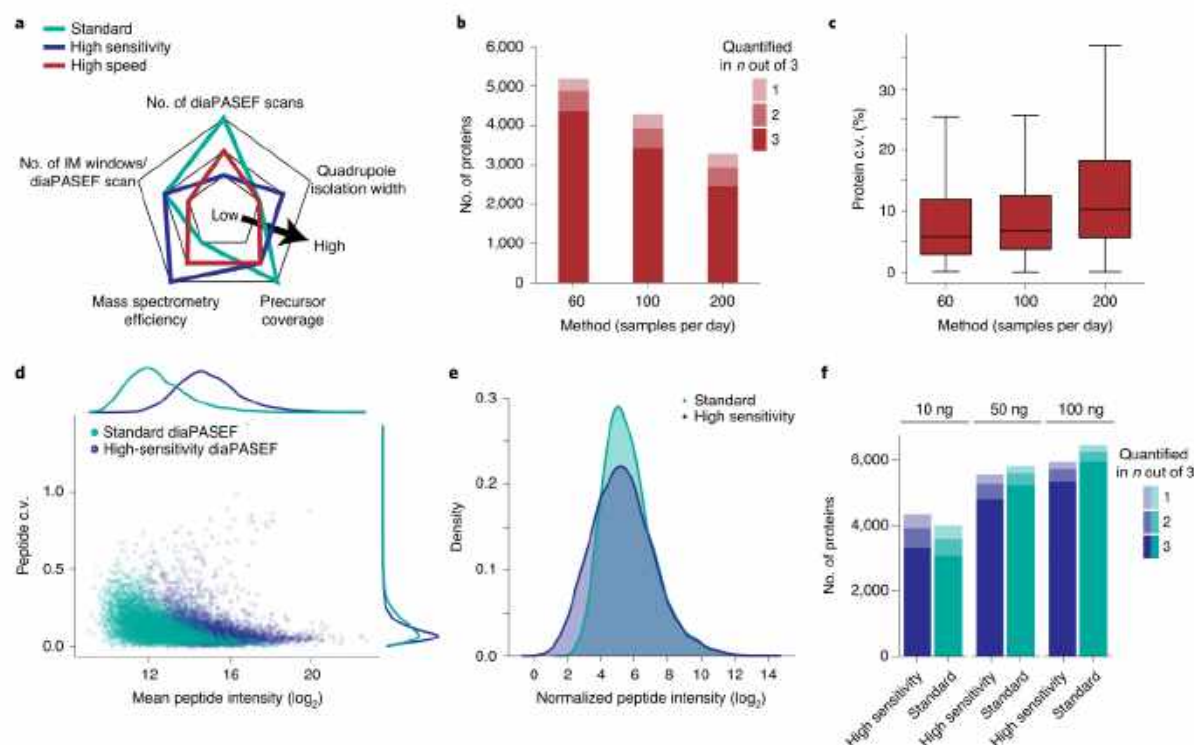 a
Standard
High sensitivity
High speed
No. of diaPASEF scans
No. of IM windows/
diaPASEF scan
Quadrupole
isolation width
Low
High
Mass spectrometry
efficiency
Precursor
coverage
b
6,000
5,000
4,000
3,000
2,000
1,000
0
No. of proteins
Quantified
in n out of 3
1
2
3
60 100 200
Method (samples per day)
c
30
20
10
0
Protein c.v. (%)
60 100 200
Method (samples per day)
d
Standard diaPASEF
High-sensitivity diaPASEF
1.0
0.5
0.0
Peptide c.v.
12 16 20
Mean peptide intensity (log2)
e
Standard
High sensitivity
0.3
0.2
0.1
0.0
Density
0 2 4 6 8 10 12 14
Normalized peptide intensity (log2)
f
10 ng 50 ng 100 ng
6,000
4,000
2,000
0
No. of proteins
Quantified
in n out of 3
1
2
3
High sensitivity
Standard
High sensitivity
Standard
High sensitivity
Standard